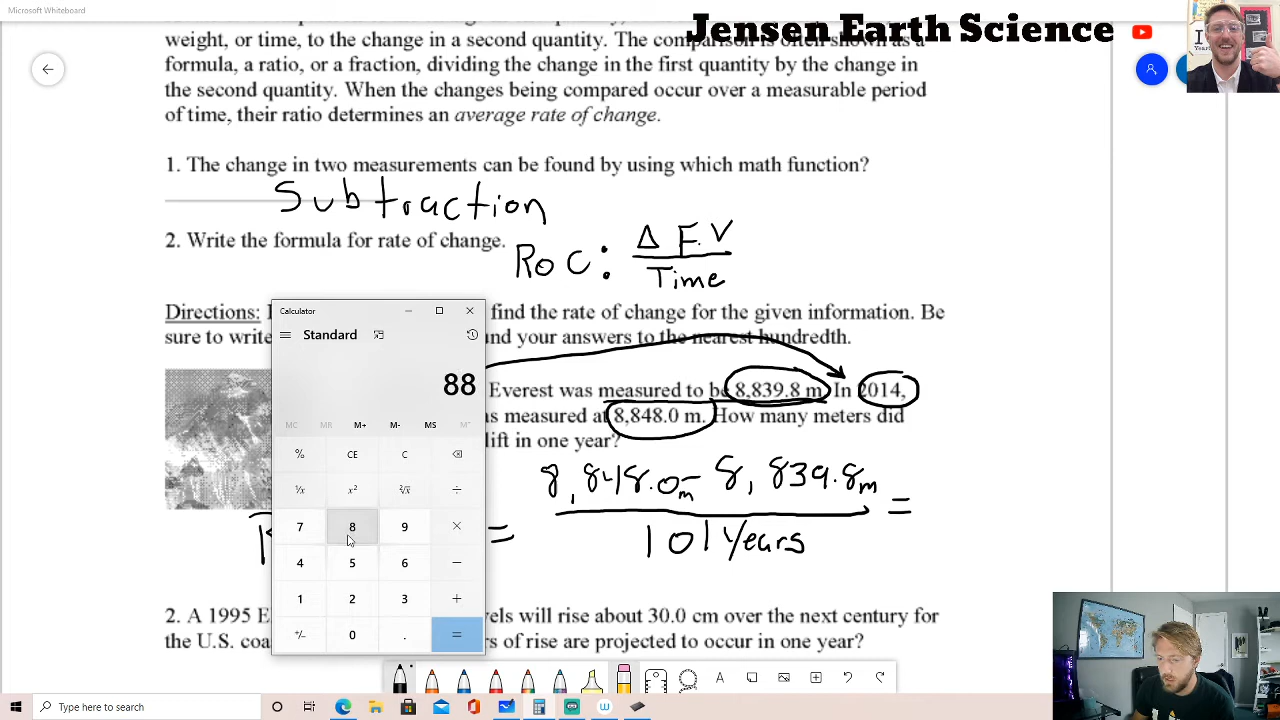 Microsoft Whiteboard
Jensen Earth Science
weight, or time, to the change in a second quantity. The comparison is often shown as a
formula, a ratio, or a fraction, dividing the change in the first quantity by the change in
the second quantity. When the changes being compared occur over a measurable period
of time, their ratio determines an average rate of change.
1. The change in two measurements can be found by using which math function?
Subtraction
2. Write the formula for rate of change.
RoC: Δ F.V
Time
Directions: find the rate of change for the given information. Be
sure to write your answers to the nearest hundredth.
Everest was measured to be 8,839.8 m. In 2014,
as measured at 8,848.0 m. How many meters did
lift in one year?
= 8,848.0m - 8,839.8m =
101 Years
2. A 1995 E vels will rise about 30.0 cm over the next century for
the U.S. coa s of rise are projected to occur in one year?
Calculator
Standard
88
MC MR M+ M- MS M˅
% CE C
¹/x x² ²√x ÷
7 8 9 ×
4 5 6 −
1 2 3 +
+/- 0 . =
A
Type here to search